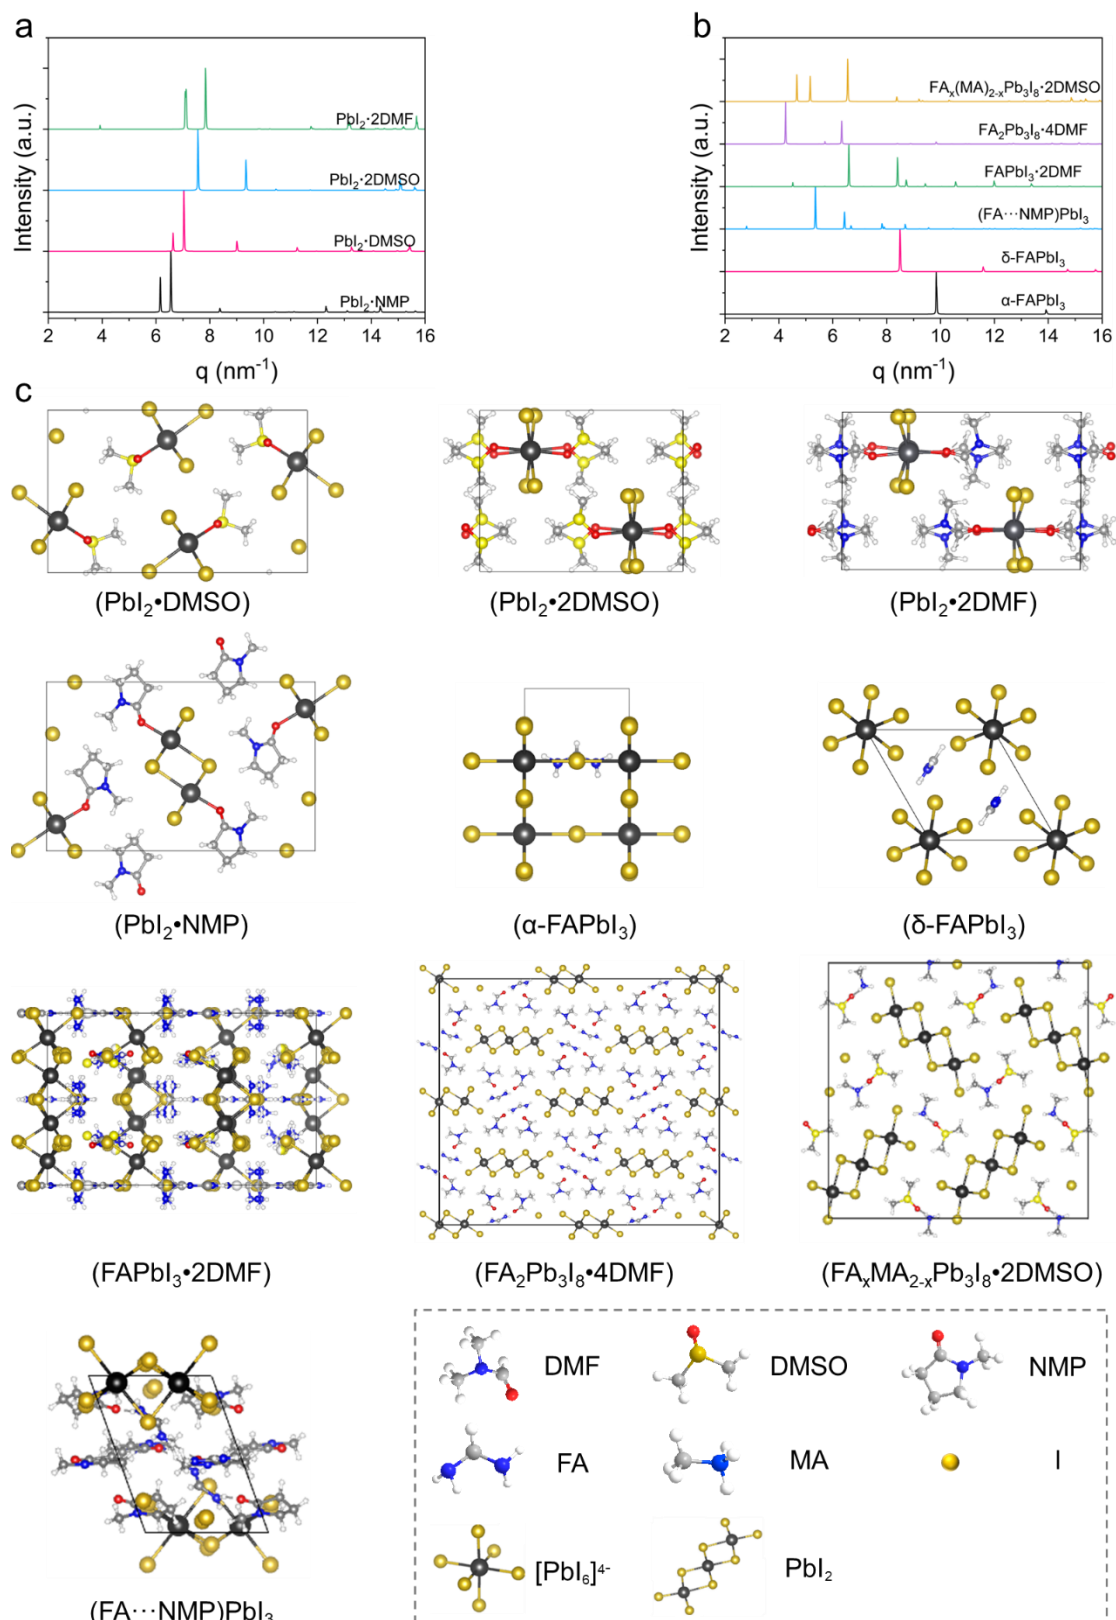 a
Intensity (a.u.)
PbI₂·2DMF
PbI₂·2DMSO
PbI₂·DMSO
PbI₂·NMP
2 4 6 8 10 12 14 16
q (nm⁻¹)
b
Intensity (a.u.)
FAₓ(MA)₂₋ₓPb₃I₈·2DMSO
FA₂Pb₃I₈·4DMF
FAPbI₃·2DMF
(FA···NMP)PbI₃
δ-FAPbI₃
α-FAPbI₃
2 4 6 8 10 12 14 16
q (nm⁻¹)
c
(PbI₂•DMSO)
(PbI₂•2DMSO)
(PbI₂•2DMF)
(PbI₂•NMP)
(α-FAPbI₃)
(δ-FAPbI₃)
(FAPbI₃•2DMF)
(FA₂Pb₃I₈•4DMF)
(FAₓMA₂₋ₓPb₃I₈•2DMSO)
(FA···NMP)PbI₃
DMF
DMSO
NMP
FA
MA
I
[PbI₆]⁴⁻
PbI₂